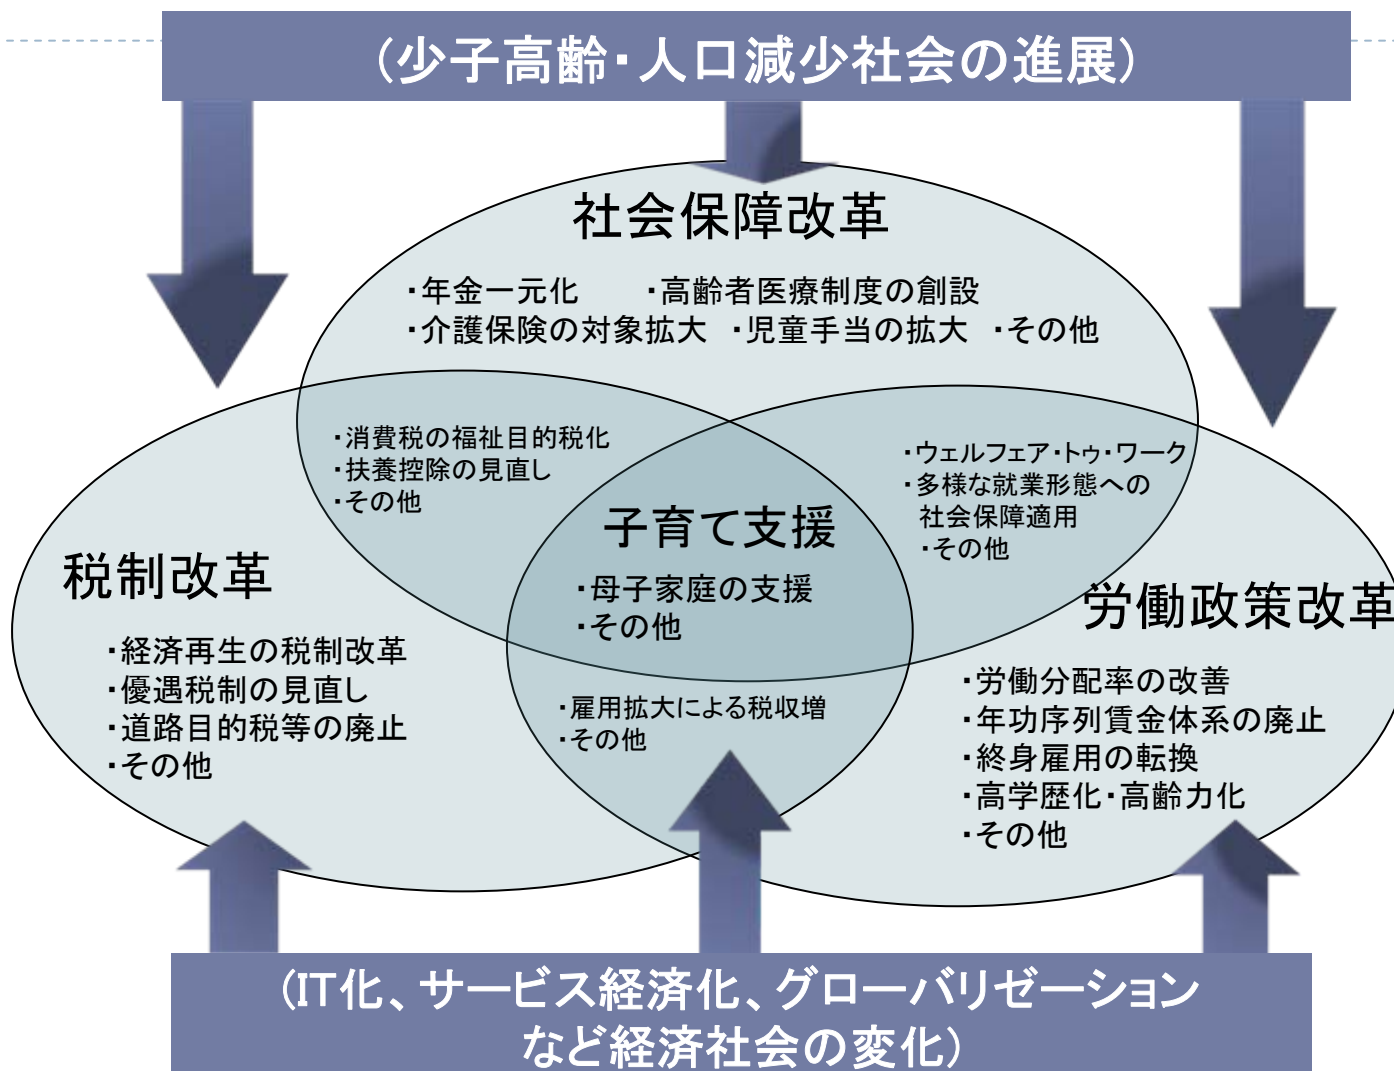 (少子高齢・人口減少社会の進展)
社会保障改革
・年金一元化 ・高齢者医療制度の創設
・介護保険の対象拡大 ・児童手当の拡大 ・その他
・消費税の福祉目的税化
・扶養控除の見直し
・その他
・ウェルフェア・トゥ・ワーク
・多様な就業形態への
社会保障適用
・その他
子育て支援
・母子家庭の支援
・その他
税制改革
・経済再生の税制改革
・優遇税制の見直し
・道路目的税等の廃止
・その他
労働政策改革
・労働分配率の改善
・年功序列賃金体系の廃止
・終身雇用の転換
・高学歴化・高齢力化
・その他
・雇用拡大による税収増
・その他
(IT化、サービス経済化、グローバリゼーション
など経済社会の変化)